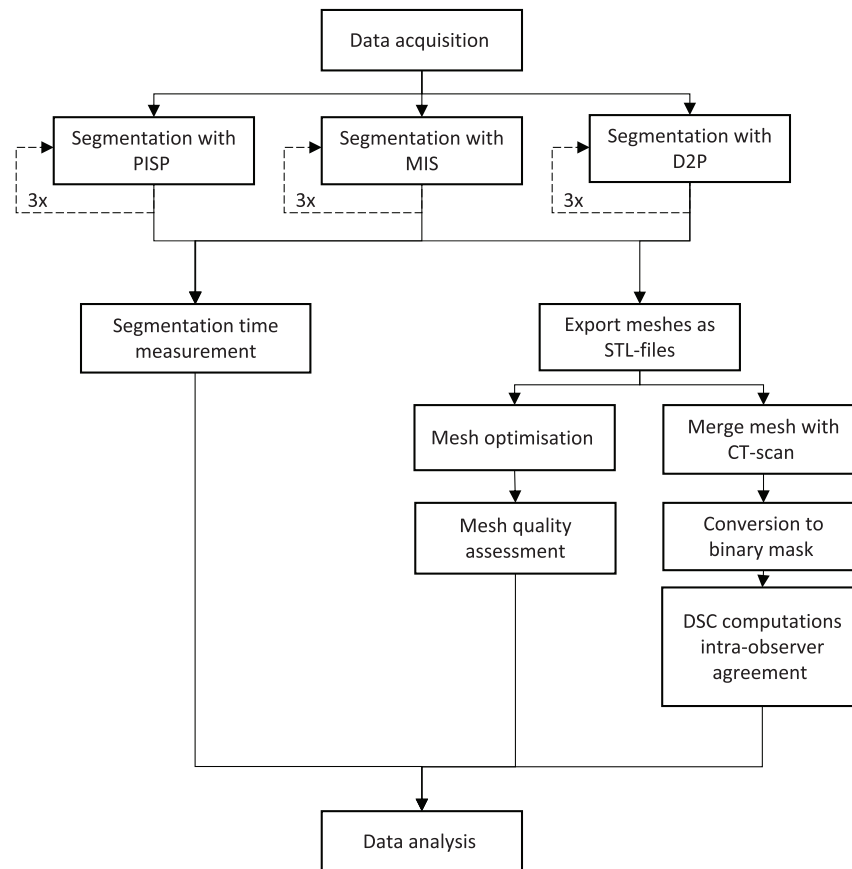 Data acquisition
Segmentation with
PISP
Segmentation with
MIS
Segmentation with
D2P
3x
3x
3x
Segmentation time
measurement
Export meshes as
STL-files
Mesh optimisation
Merge mesh with
CT-scan
Mesh quality
assessment
Conversion to
binary mask
DSC computations
intra-observer
agreement
Data analysis